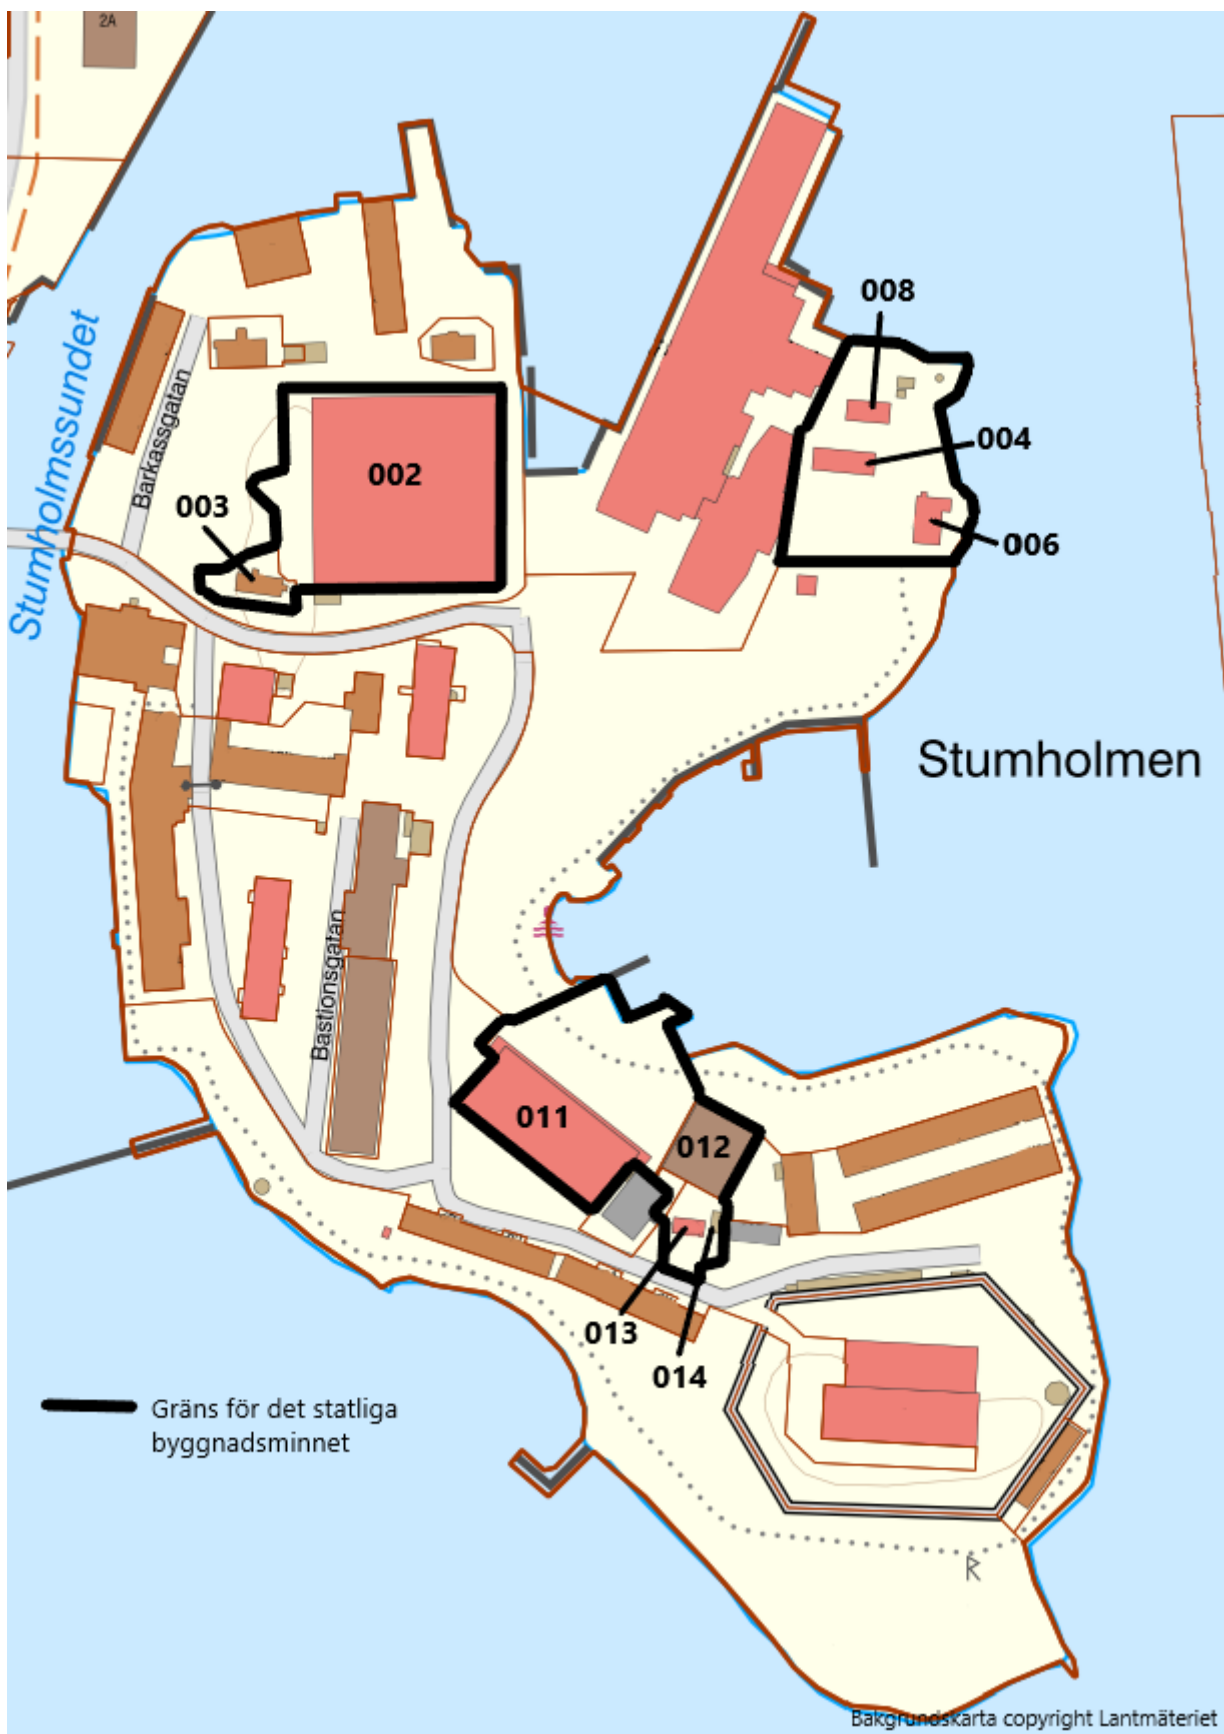 2A
008
Stumholmssundet
Barkassgatan
004
002
003
006
Stumholmen
Bastionsgatan
011
012
013
014
Gräns för det statliga
byggnadsminnet
R
Bakgrundskarta copyright Lantmäteriet